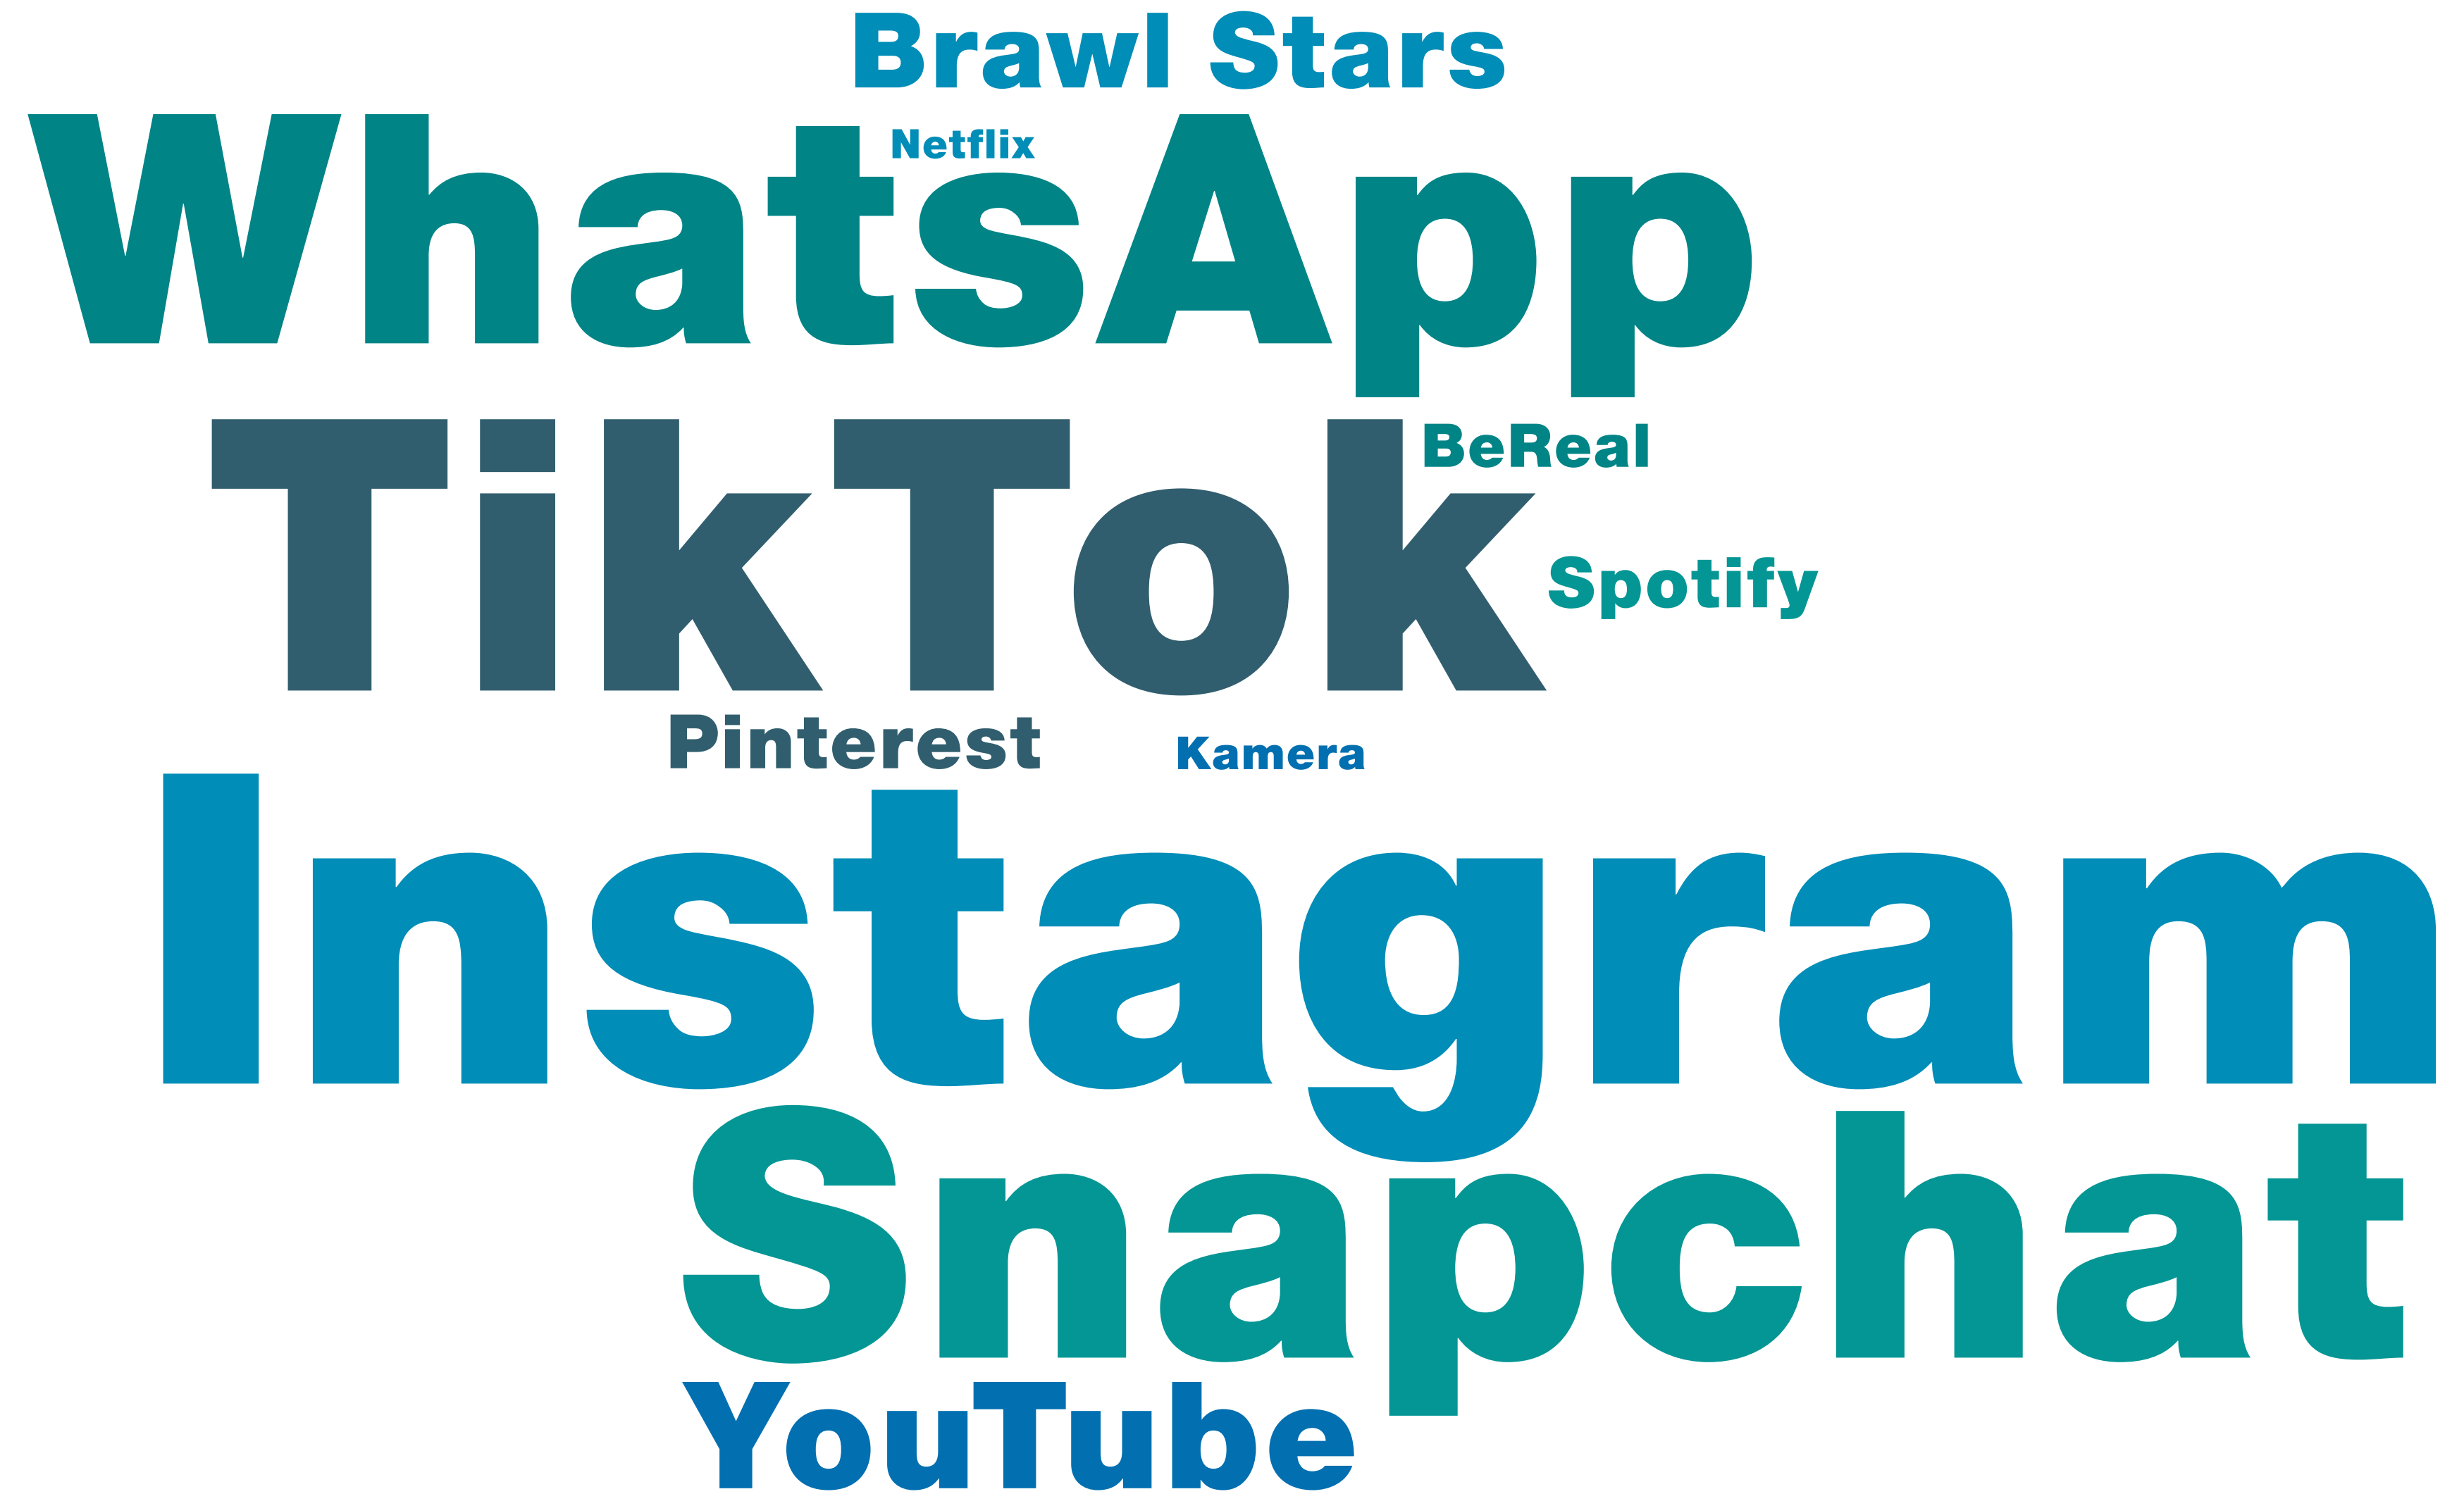 Brawl Stars
Netflix
WhatsApp
BeReal
TikTok
Spotify
Pinterest
Kamera
Instagram
Snapchat
YouTube